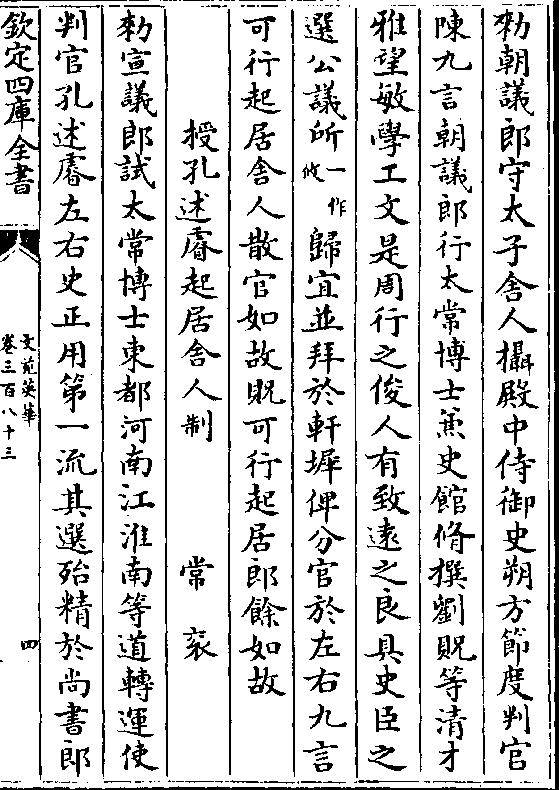 勑朝議郎守太子舎人攝殿中侍御史朔方節度判官
陳九言朝議郎行太常博士兼史館脩撰劉貺等清才
雅望敏學工文是周行之俊人有致逺之良具史臣之
選公議所一作攸歸宜並拜於軒墀俾分官於左右九言
可行起居舎人散官如故貺可行起居郎餘如故
授孔述睿起居舎人制 常衮
勑宣議郎試太常博士東都河南江淮南等道轉運使
判官孔述睿左右史正用第一流其選殆精於尚書郎
欽定四庫全書
文苑英華
卷三百八十三
四